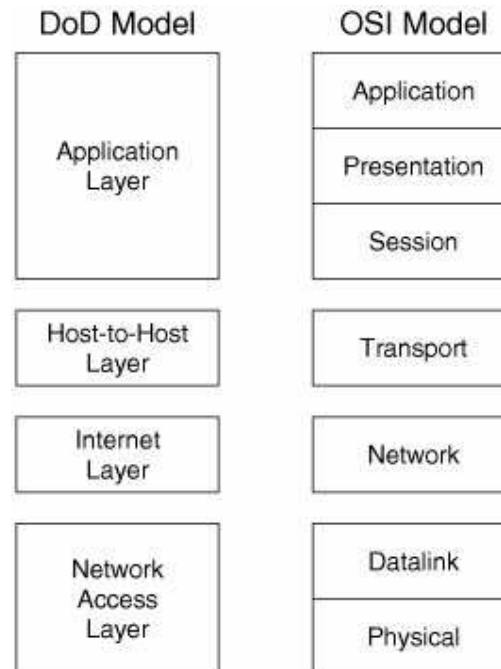 DoD Model
OSI Model
Application
Layer
Application
Presentation
Session
Host-to-Host
Layer
Transport
Internet
Layer
Network
Network
Access
Layer
Datalink
Physical